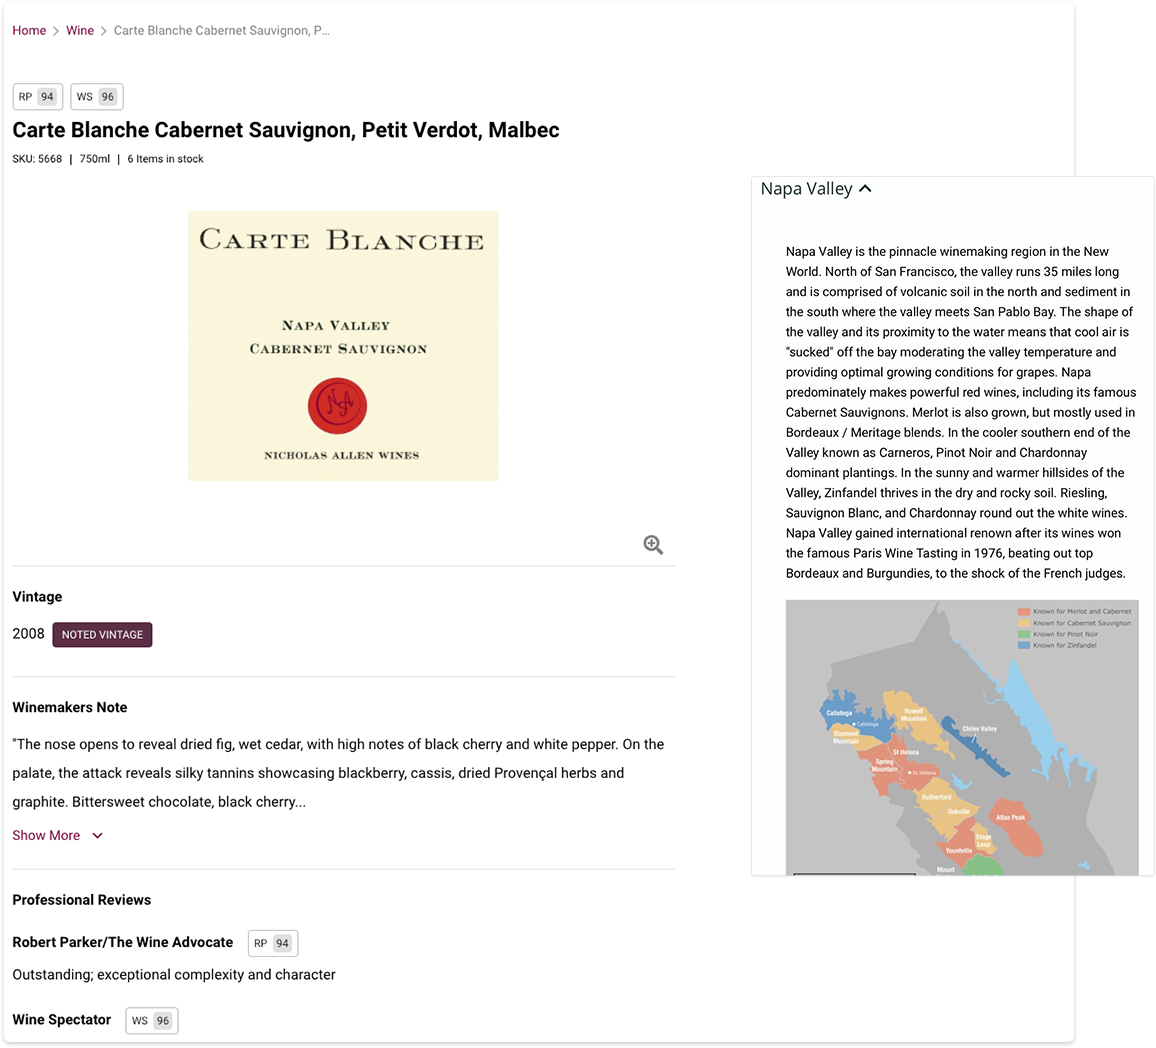 Home > Wine > Carte Blanche Cabernet Sauvignon, P...
RP 94 WS 96
Carte Blanche Cabernet Sauvignon, Petit Verdot, Malbec
SKU: 5668 | 750ml | 6 Items in stock
CARTE BLANCHE
NAPA VALLEY
CABERNET SAUVIGNON
NA
NICHOLAS ALLEN WINES
Vintage
2008 NOTED VINTAGE
Winemakers Note
"The nose opens to reveal dried fig, wet cedar, with high notes of black cherry and white pepper. On the
palate, the attack reveals silky tannins showcasing blackberry, cassis, dried Provençal herbs and
graphite. Bittersweet chocolate, black cherry...
Show More
Professional Reviews
Robert Parker/The Wine Advocate RP 94
Outstanding; exceptional complexity and character
Wine Spectator WS 96
Napa Valley
Napa Valley is the pinnacle winemaking region in the New
World. North of San Francisco, the valley runs 35 miles long
and is comprised of volcanic soil in the north and sediment in
the south where the valley meets San Pablo Bay. The shape of
the valley and its proximity to the water means that cool air is
"sucked" off the bay moderating the valley temperature and
providing optimal growing conditions for grapes. Napa
predominately makes powerful red wines, including its famous
Cabernet Sauvignons. Merlot is also grown, but mostly used in
Bordeaux / Meritage blends. In the cooler southern end of the
Valley known as Carneros, Pinot Noir and Chardonnay
dominant plantings. In the sunny and warmer hillsides of the
Valley, Zinfandel thrives in the dry and rocky soil. Riesling,
Sauvignon Blanc, and Chardonnay round out the white wines.
Napa Valley gained international renown after its wines won
the famous Paris Wine Tasting in 1976, beating out top
Bordeaux and Burgundies, to the shock of the French judges.
Known for Merlot and Cabernet
Known for Cabernet Sauvignon
Known for Pinot Noir
Known for Zinfandel
Calistoga
Calistoga
Howell
Mountain
Diamond
Mountain
Chiles Valley
St Helena
Spring
Mountain
St. Helena
Rutherford
Oakville
Atlas Peak
Stags
Leap
Yountville
Mount